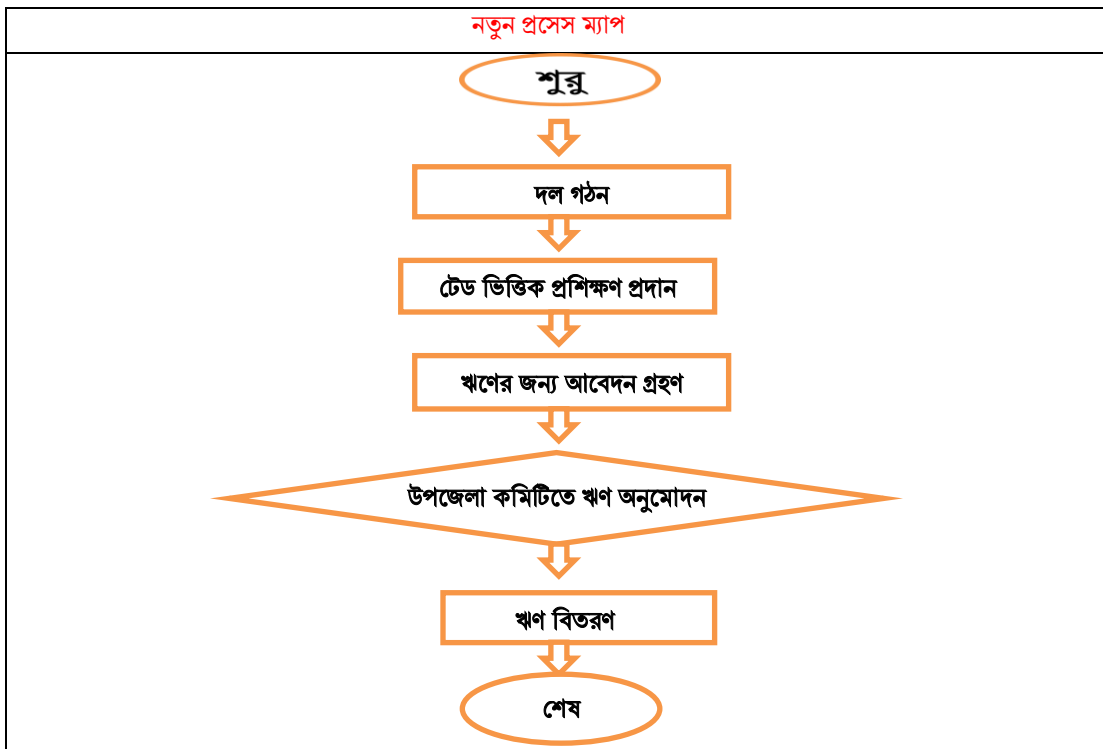 নতুন প্রসেস ম্যাপ
শুরু
দল গঠন
টেড ভিত্তিক প্রশিক্ষণ প্রদান
ঋণের জন্য আবেদন গ্রহণ
উপজেলা কমিটিতে ঋণ অনুমোদন
ঋণ বিতরণ
শেষ